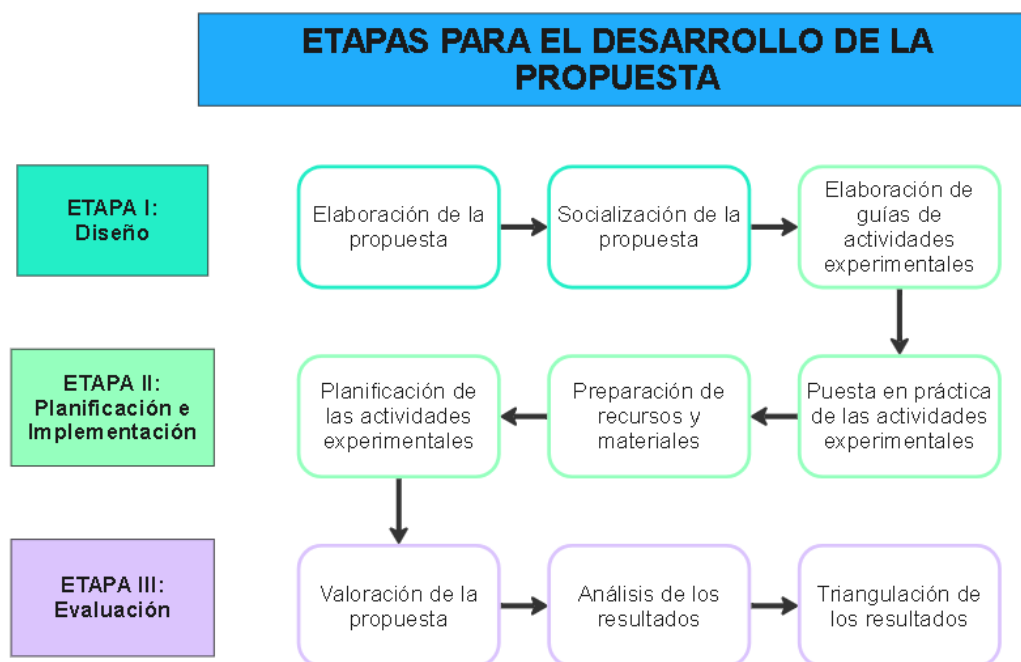 ETAPAS PARA EL DESARROLLO DE LA
PROPUESTA
ETAPA I:
Diseño
Elaboración de la
propuesta
Socialización de la
propuesta
Elaboración de
guías de
actividades
experimentales
ETAPA II:
Planificación e
Implementación
Planificación de
las actividades
experimentales
Preparación de
recursos y
materiales
Puesta en práctica
de las actividades
experimentales
ETAPA III:
Evaluación
Valoración de la
propuesta
Análisis de los
resultados
Triangulación de
los resultados